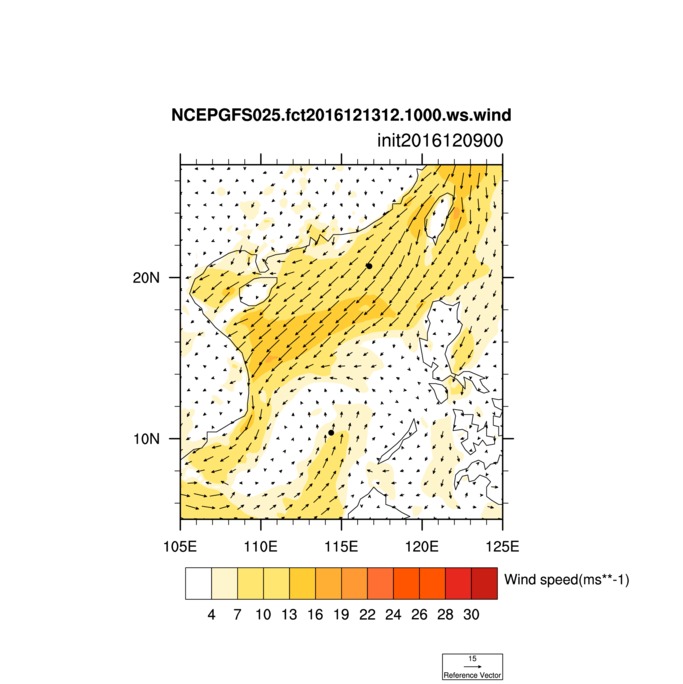 NCEPGFS025.fct2016121312.1000.ws.wind
init2016120900
20N
10N
105E 110E 115E 120E 125E
Wind speed(ms**-1)
4 7 10 13 16 19 22 24 26 28 30
15
Reference Vector